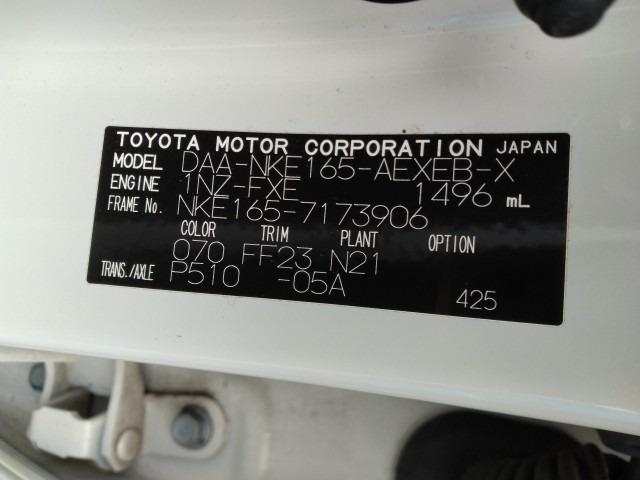 TOYOTA MOTOR CORPORATION JAPAN
MODEL DAA-NKE165-AEXEB-X
ENGINE 1NZ-FXE 1496 mL
FRAME No. NKE165-7173906
COLOR TRIM PLANT OPTION
070 FF23 N21
TRANS./AXLE P510 -05A
425